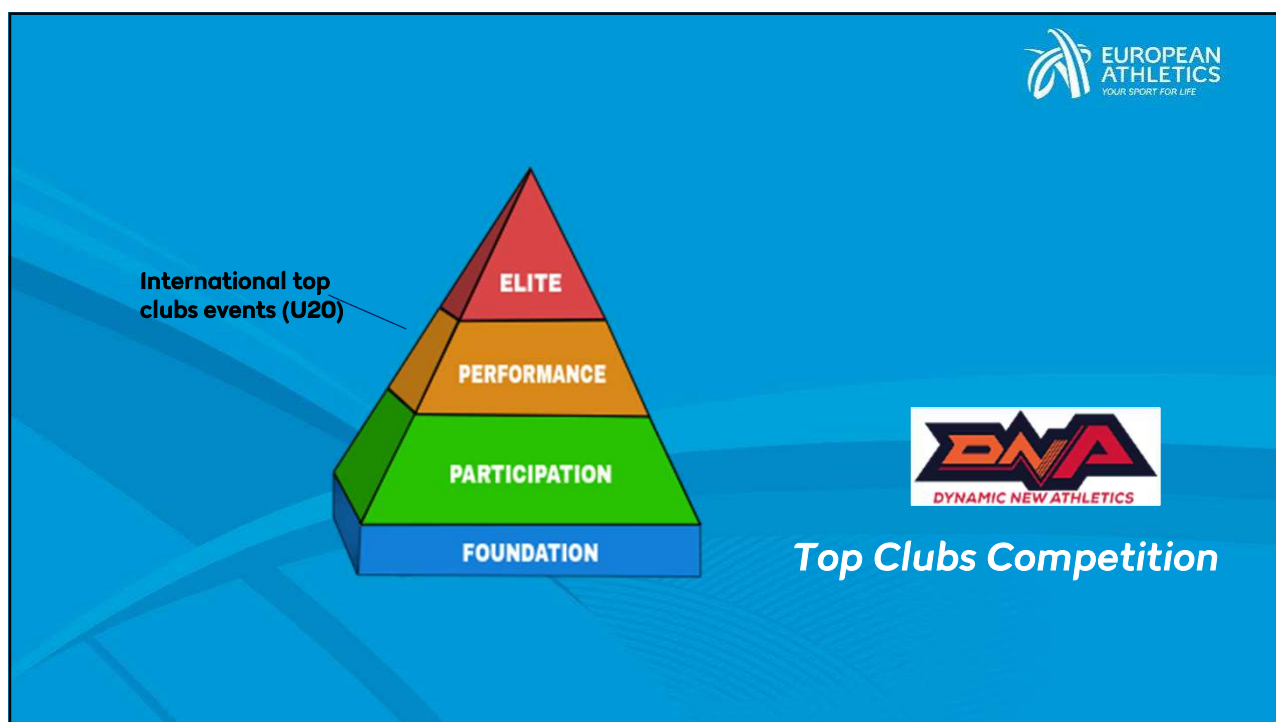 EUROPEAN
ATHLETICS
YOUR SPORT FOR LIFE
International top
clubs events (U20)
ELITE
PERFORMANCE
PARTICIPATION
FOUNDATION
DNA
DYNAMIC NEW ATHLETICS
Top Clubs Competition